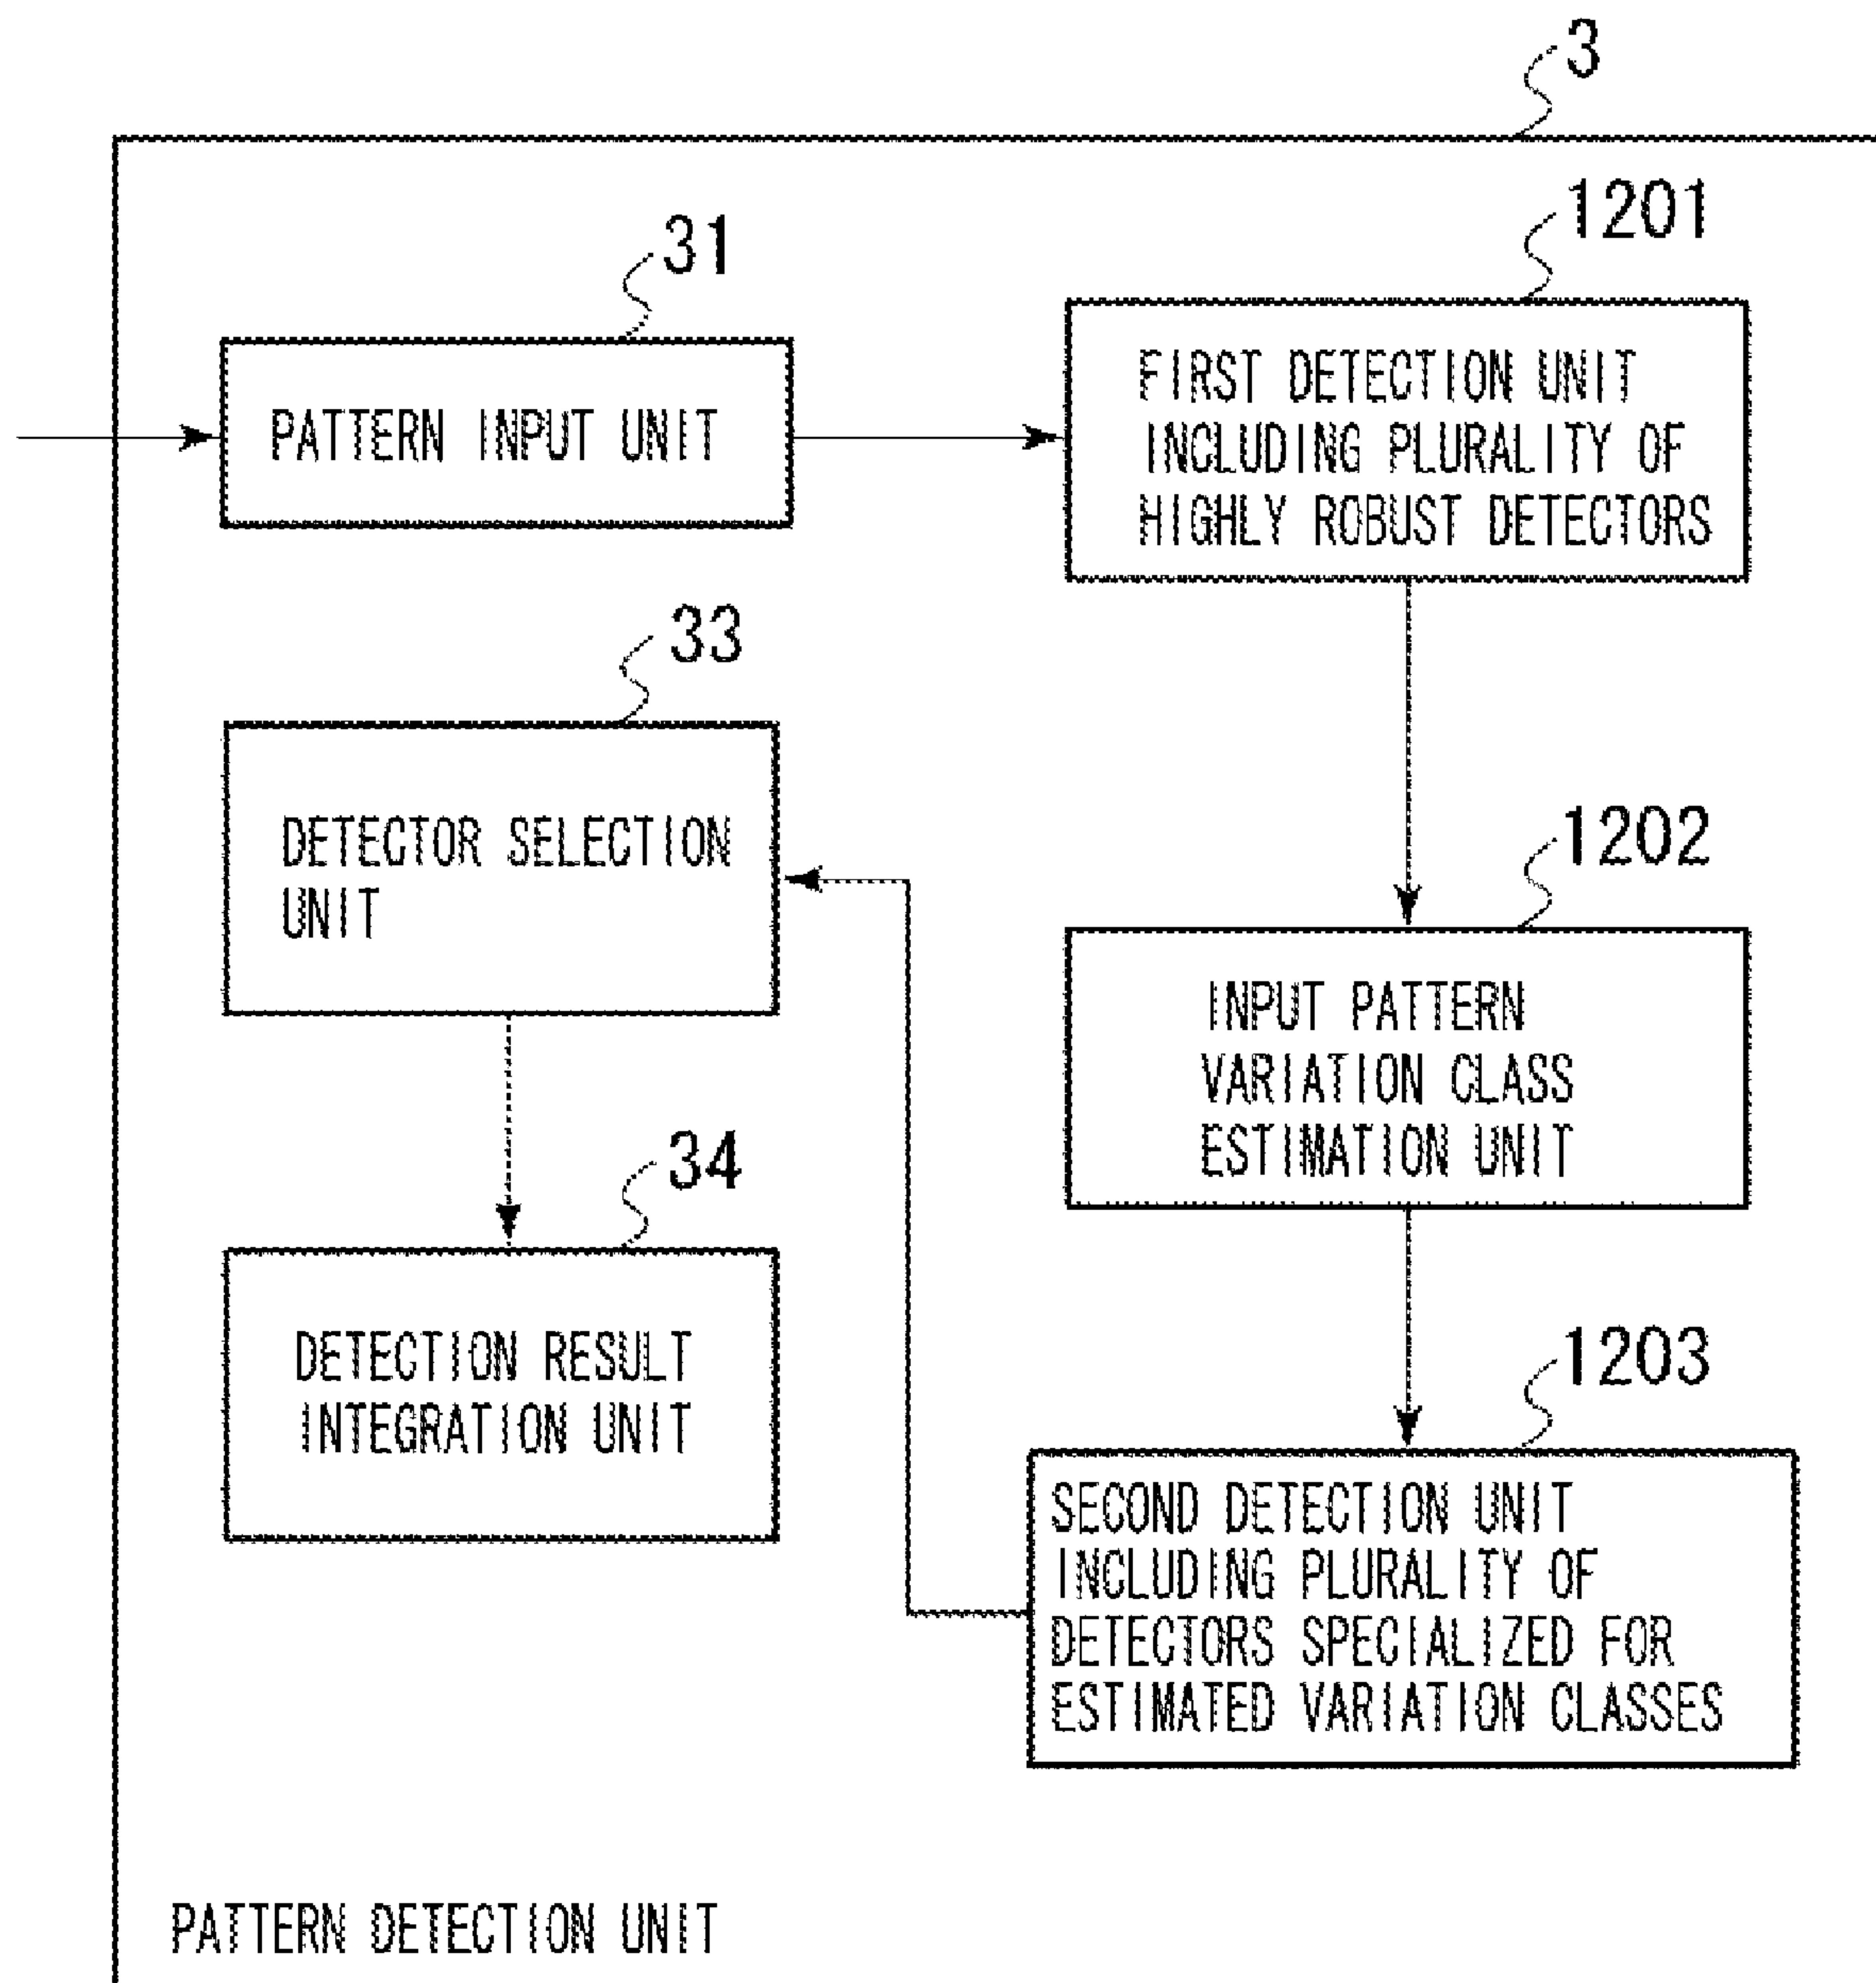 3
31
PATTERN INPUT UNIT
1201
FIRST DETECTION UNIT
INCLUDING PLURALITY OF
HIGHLY ROBUST DETECTORS
33
DETECTOR SELECTION
UNIT
1202
INPUT PATTERN
VARIATION CLASS
ESTIMATION UNIT
34
DETECTION RESULT
INTEGRATION UNIT
1203
SECOND DETECTION UNIT
INCLUDING PLURALITY OF
DETECTORS SPECIALIZED FOR
ESTIMATED VARIATION CLASSES
PATTERN DETECTION UNIT